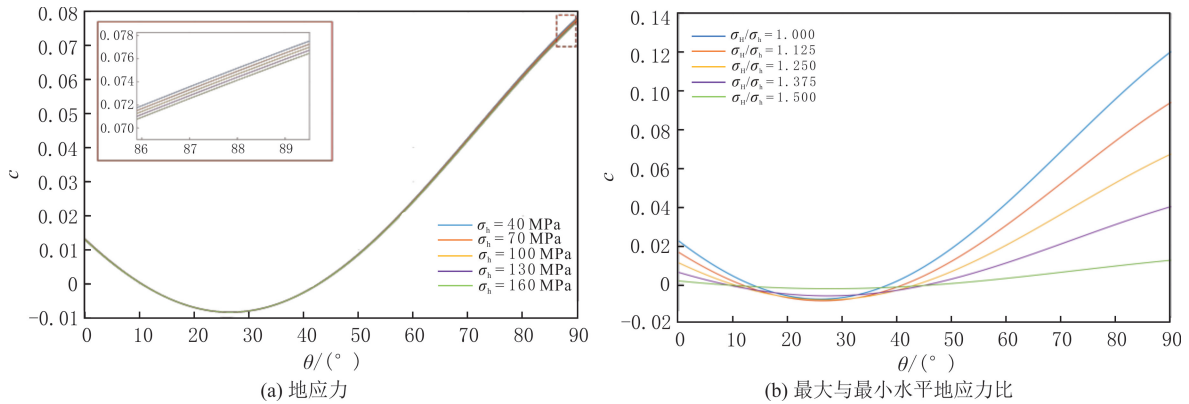 0.08
0.07
0.06
0.05
0.04
0.03
0.02
0.01
0
-0.01
c
0.078
0.076
0.074
0.072
0.070
86 87 88 89
σh = 40 MPa
σh = 70 MPa
σh = 100 MPa
σh = 130 MPa
σh = 160 MPa
0 10 20 30 40 50 60 70 80 90
θ/(°)
(a) 地应力
0.14
0.12
0.10
0.08
0.06
0.04
0.02
0
-0.02
c
σH/σh=1.000
σH/σh=1.125
σH/σh=1.250
σH/σh=1.375
σH/σh=1.500
0 10 20 30 40 50 60 70 80 90
θ/(°)
(b) 最大与最小水平地应力比